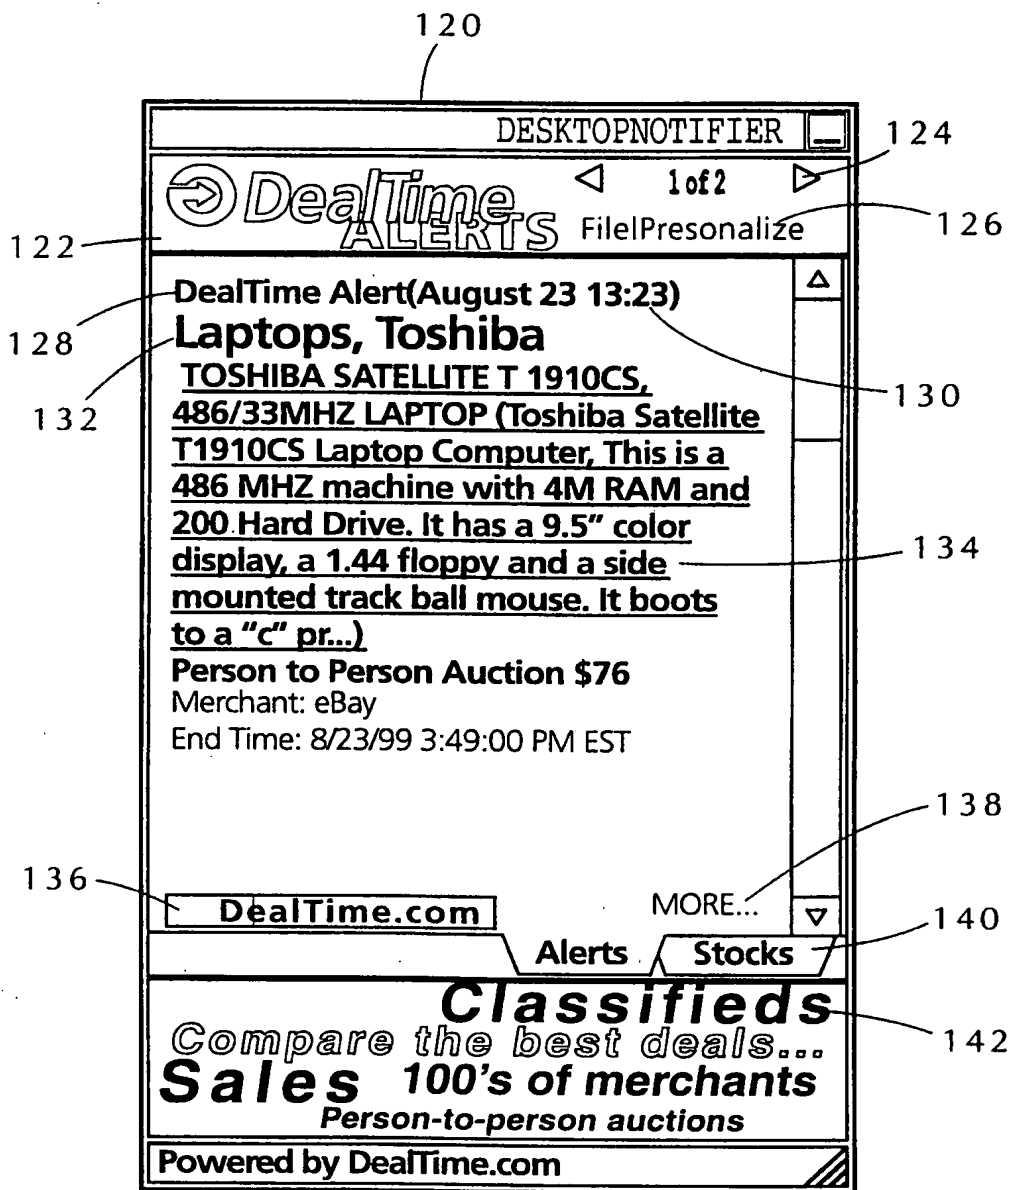 120
DESKTOPNOTIFIER
124
DealTime
ALERTS
1 of 2
FilelPresonalize
126
122
DealTime Alert(August 23 13:23)
128
Laptops, Toshiba
132
130
TOSHIBA SATELLITE T 1910CS,
486/33MHZ LAPTOP (Toshiba Satellite
T1910CS Laptop Computer, This is a
486 MHZ machine with 4M RAM and
200 Hard Drive. It has a 9.5" color
display, a 1.44 floppy and a side
134
mounted track ball mouse. It boots
to a "c" pr...)
Person to Person Auction $76
Merchant: eBay
End Time: 8/23/99 3:49:00 PM EST
138
136
DealTime.com
MORE...
140
Alerts
Stocks
Classifieds
142
Compare the best deals...
Sales 100's of merchants
Person-to-person auctions
Powered by DealTime.com